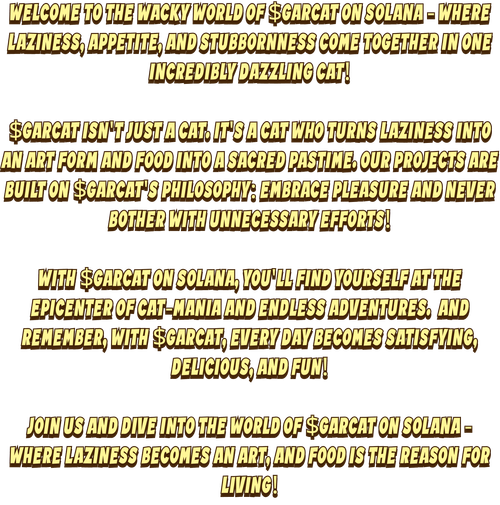 WELCOME TO THE WACKY WORLD OF $GARCAT ON SOLANA - WHERE
LAZINESS, APPETITE, AND STUBBORNNESS COME TOGETHER IN ONE
INCREDIBLY DAZZLING CAT!
$GARCAT ISN'T JUST A CAT. IT'S A CAT WHO TURNS LAZINESS INTO
AN ART FORM AND FOOD INTO A SACRED PASTIME. OUR PROJECTS ARE
BUILT ON $GARCAT'S PHILOSOPHY: EMBRACE PLEASURE AND NEVER
BOTHER WITH UNNECESSARY EFFORTS!
WITH $GARCAT ON SOLANA, YOU'LL FIND YOURSELF AT THE
EPICENTER OF CAT-MANIA AND ENDLESS ADVENTURES. AND
REMEMBER, WITH $GARCAT, EVERY DAY BECOMES SATISFYING,
DELICIOUS, AND FUN!
JOIN US AND DIVE INTO THE WORLD OF $GARCAT ON SOLANA -
WHERE LAZINESS BECOMES AN ART, AND FOOD IS THE REASON FOR
LIVING!